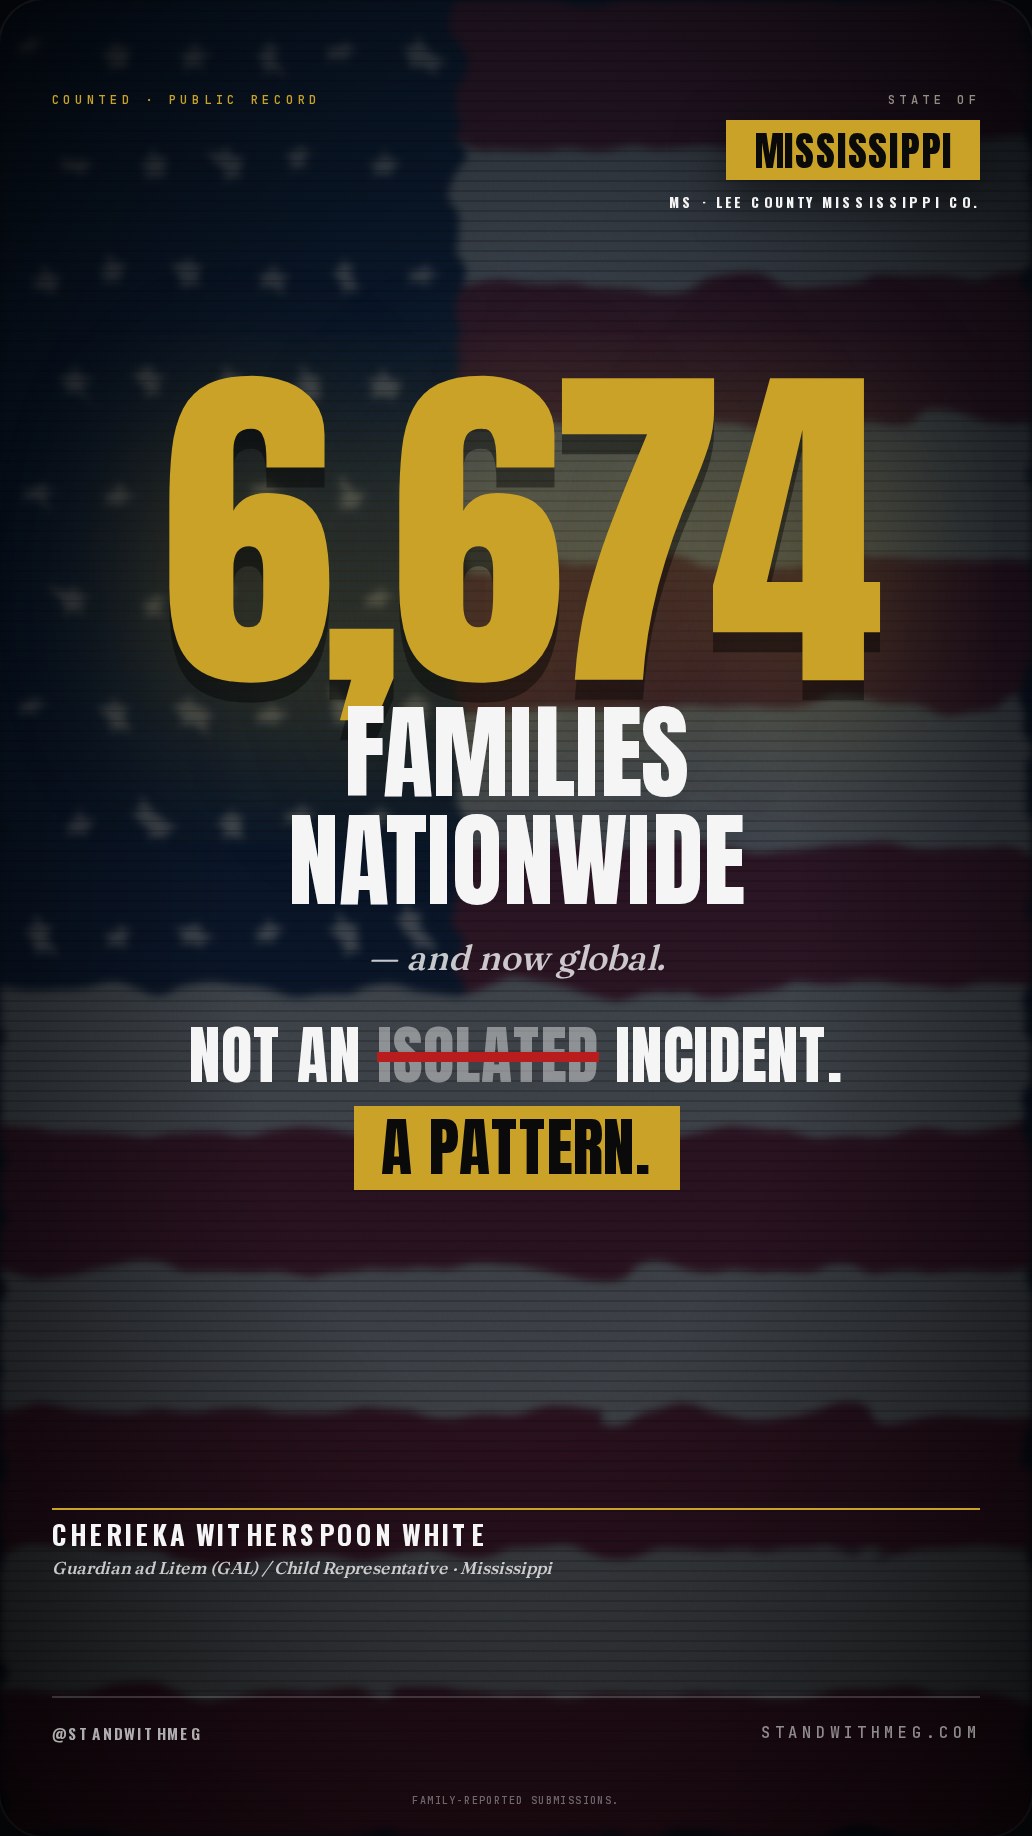 COUNTED · PUBLIC RECORD
STATE OF
MISSISSIPPI
MS · LEE COUNTY MISSISSIPPI CO.
6,674
FAMILIES
NATIONWIDE
— and now global.
NOT AN ISOLATED INCIDENT.
A PATTERN.
CHERIEKA WITHERSPOON WHITE
Guardian ad Litem (GAL) / Child Representative · Mississippi
@STANDWITHMEG
STANDWITHMEG.COM
FAMILY-REPORTED SUBMISSIONS.